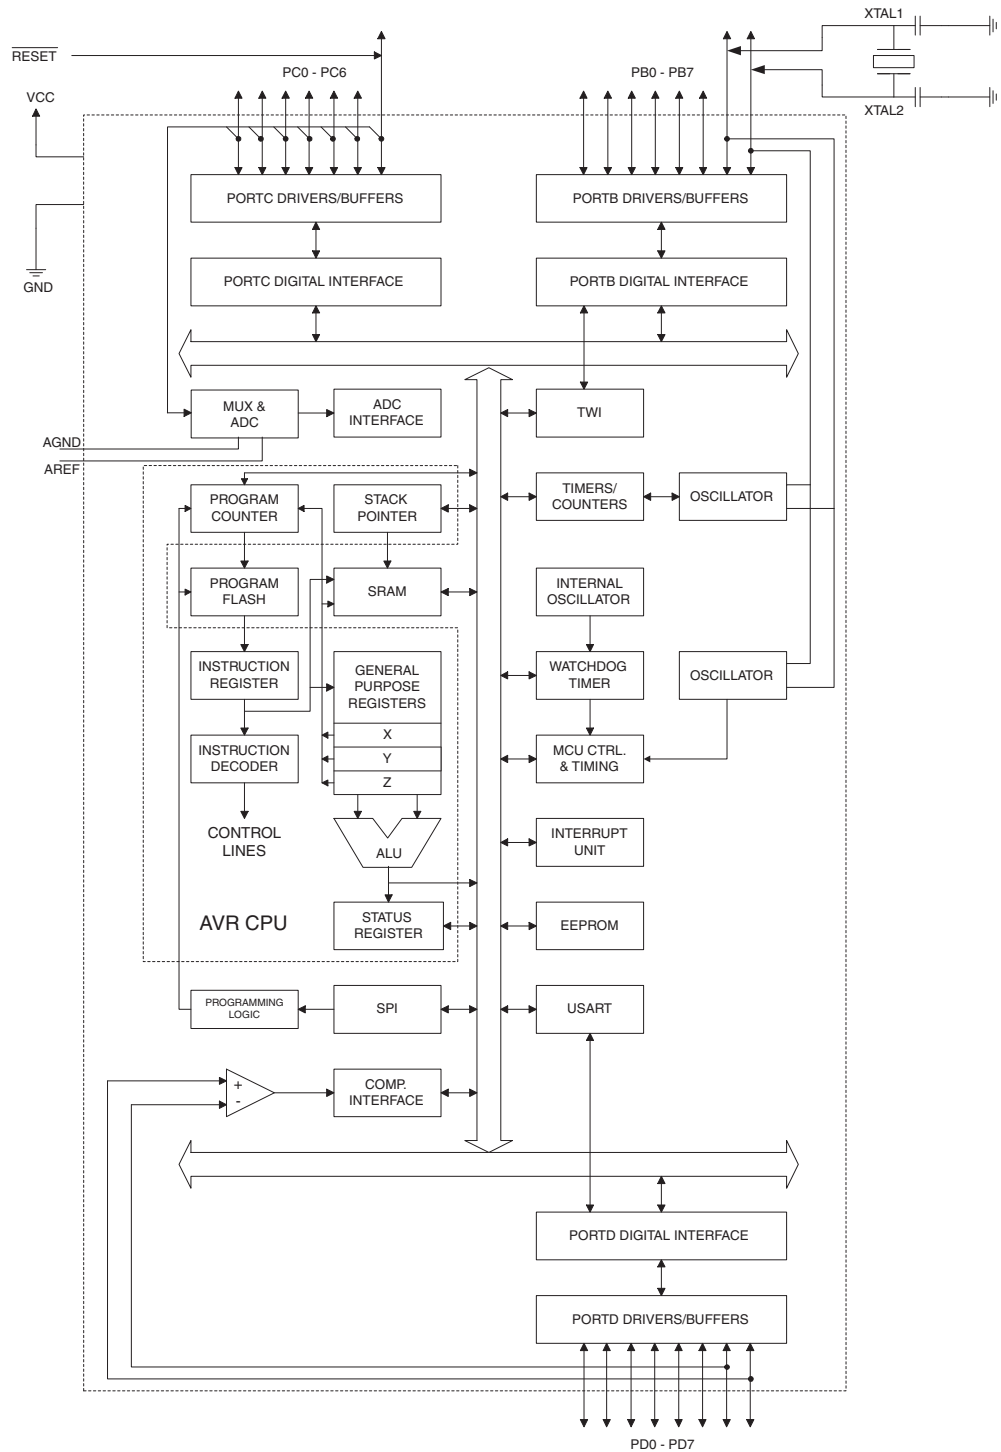 XTAL1
RESET
PC0 - PC6
PB0 - PB7
VCC
XTAL2
PORTC DRIVERS/BUFFERS
PORTB DRIVERS/BUFFERS
PORTC DIGITAL INTERFACE
PORTB DIGITAL INTERFACE
GND
MUX &
ADC
ADC
INTERFACE
TWI
AGND
AREF
PROGRAM
COUNTER
STACK
POINTER
TIMERS/
COUNTERS
OSCILLATOR
PROGRAM
FLASH
SRAM
INTERNAL
OSCILLATOR
INSTRUCTION
REGISTER
GENERAL
PURPOSE
REGISTERS
WATCHDOG
TIMER
OSCILLATOR
X
Y
Z
INSTRUCTION
DECODER
MCU CTRL.
& TIMING
CONTROL
LINES
ALU
INTERRUPT
UNIT
AVR CPU
STATUS
REGISTER
EEPROM
PROGRAMMING
LOGIC
SPI
USART
+
-
COMP.
INTERFACE
PORTD DIGITAL INTERFACE
PORTD DRIVERS/BUFFERS
PD0 - PD7